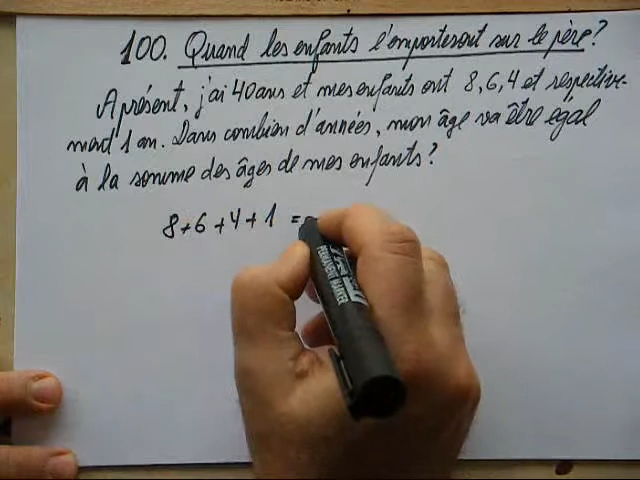 100. Quand les enfants l'emporteront sur le père?
A présent, j'ai 40 ans et mes enfants ont 8, 6, 4 et respective-
ment 1 an. Dans combien d'années, mon âge va être égal
à la somme des âges de mes enfants?
8+6+4+1 =
PERMANENT MARKER